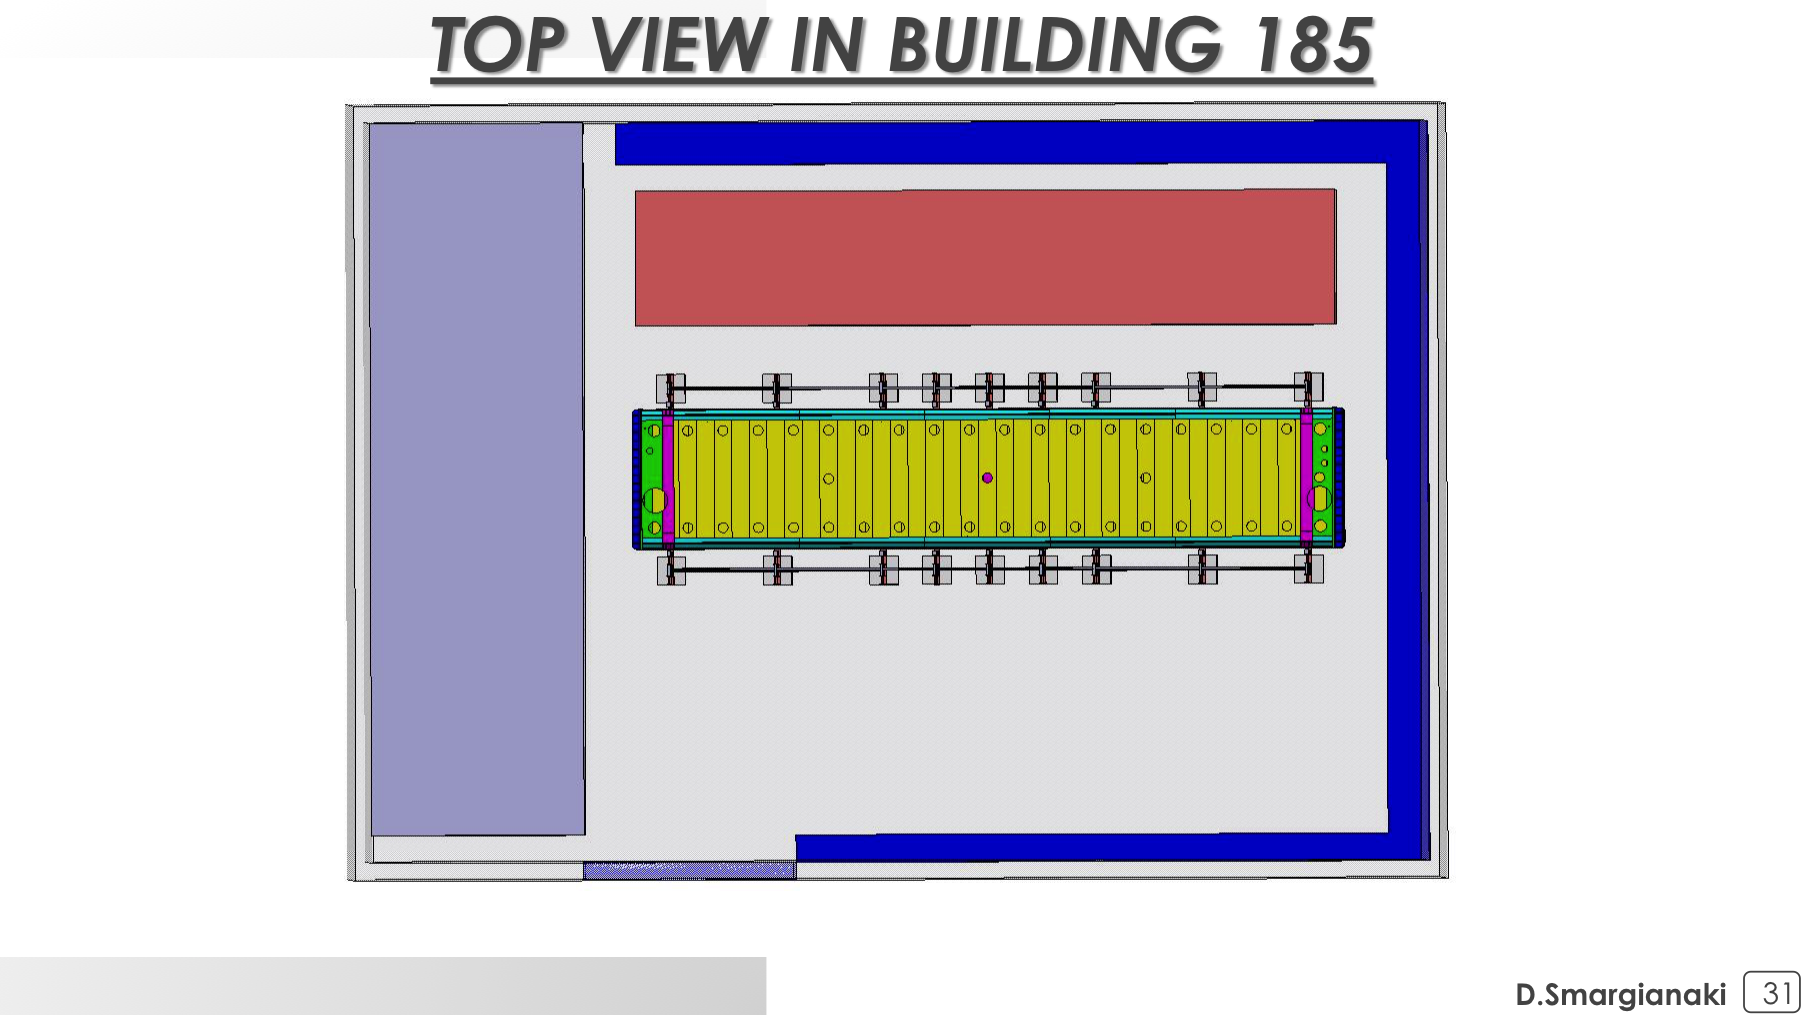 TOP VIEW IN BUILDING 185
D.Smargianaki
31